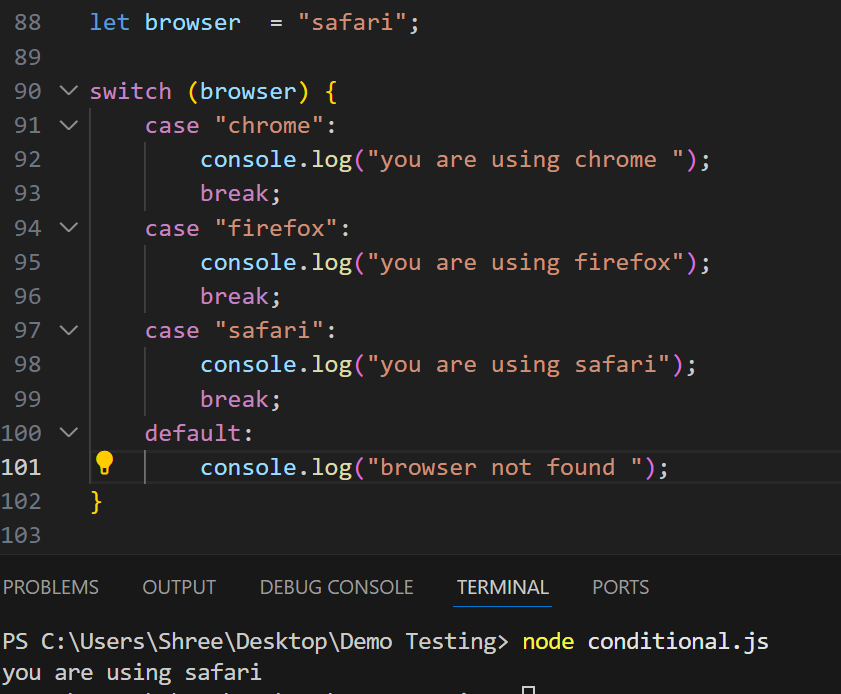 88 let browser  = "safari";
89
90 switch (browser) {
91     case "chrome":
92         console.log("you are using chrome ");
93         break;
94     case "firefox":
95         console.log("you are using firefox");
96         break;
97     case "safari":
98         console.log("you are using safari");
99         break;
100     default:
101         console.log("browser not found ");
102 }
103
PROBLEMS OUTPUT DEBUG CONSOLE TERMINAL PORTS
PS C:\Users\Shree\Desktop\Demo Testing> node conditional.js
you are using safari